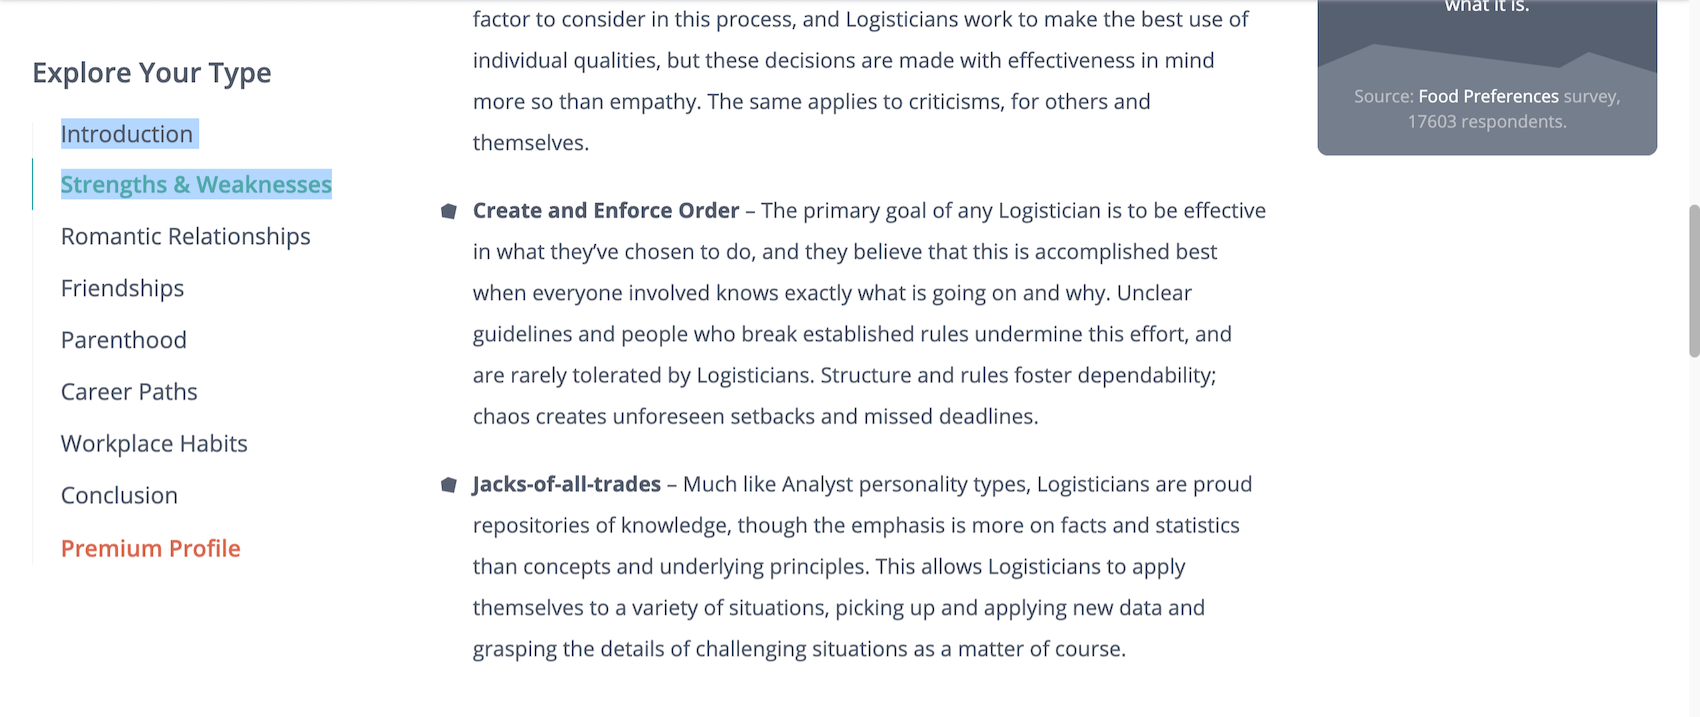 Explore Your Type
Introduction
Strengths & Weaknesses
Romantic Relationships
Friendships
Parenthood
Career Paths
Workplace Habits
Conclusion
Premium Profile
factor to consider in this process, and Logisticians work to make the best use of
individual qualities, but these decisions are made with effectiveness in mind
more so than empathy. The same applies to criticisms, for others and
themselves.
Create and Enforce Order – The primary goal of any Logistician is to be effective
in what they’ve chosen to do, and they believe that this is accomplished best
when everyone involved knows exactly what is going on and why. Unclear
guidelines and people who break established rules undermine this effort, and
are rarely tolerated by Logisticians. Structure and rules foster dependability;
chaos creates unforeseen setbacks and missed deadlines.
Jacks-of-all-trades – Much like Analyst personality types, Logisticians are proud
repositories of knowledge, though the emphasis is more on facts and statistics
than concepts and underlying principles. This allows Logisticians to apply
themselves to a variety of situations, picking up and applying new data and
grasping the details of challenging situations as a matter of course.
what it is.
Source: Food Preferences survey,
17603 respondents.